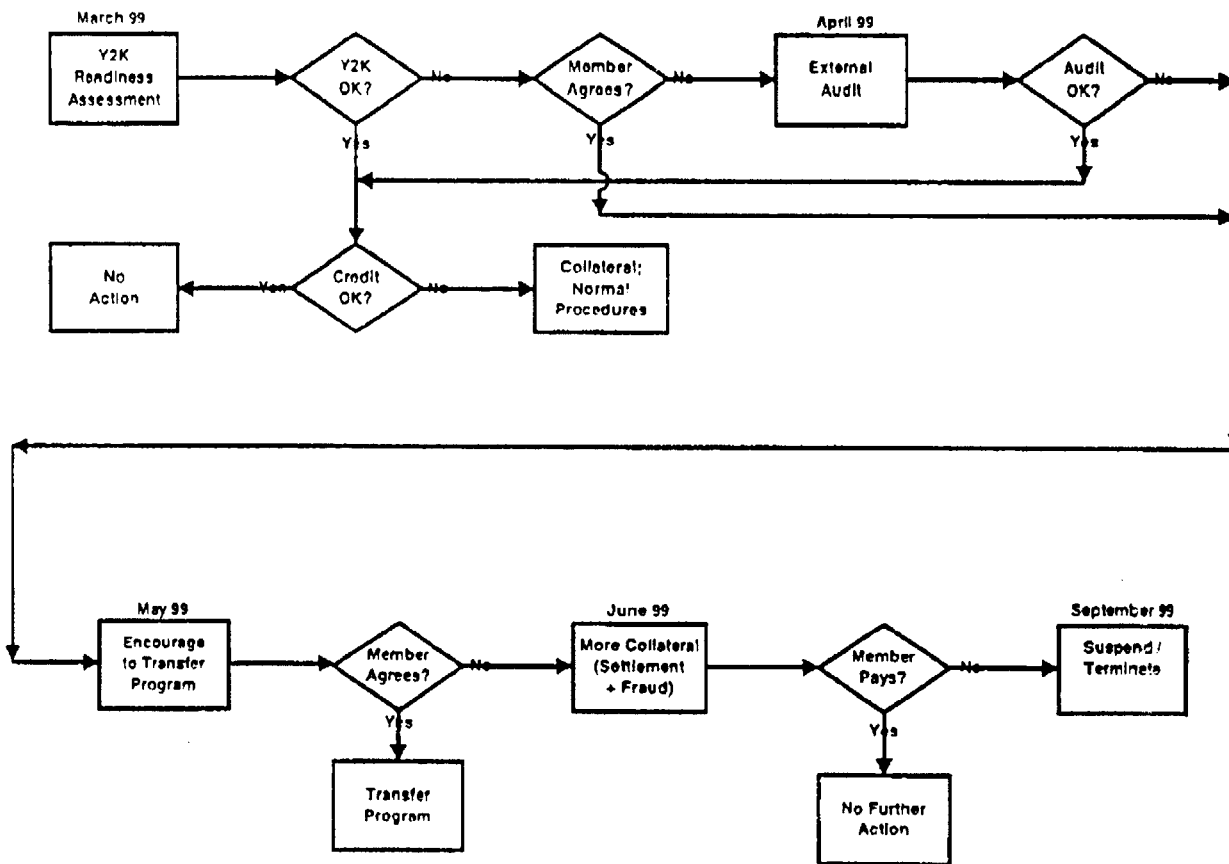 March 99
Y2K
Readiness
Assessment
Y2K
OK?
No
Yes
Member
Agrees?
No
Yes
April 99
External
Audit
Audit
OK?
No
Yes
No
Action
Yes
Credit
OK?
No
Collateral;
Normal
Procedures
May 99
Encourage
to Transfer
Program
Member
Agrees?
No
Yes
Transfer
Program
June 99
More Collateral
(Settlement
+ Fraud)
Member
Pays?
No
Yes
No Further
Action
September 99
Suspend /
Terminate